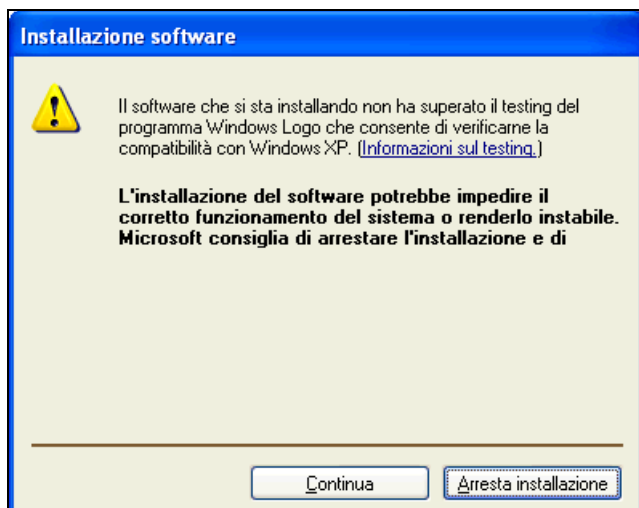 Installazione software
Il software che si sta installando non ha superato il testing del
programma Windows Logo che consente di verificarne la
compatibilità con Windows XP. (Informazioni sul testing.)
L'installazione del software potrebbe impedire il
corretto funzionamento del sistema o renderlo instabile.
Microsoft consiglia di arrestare l'installazione e di
Continua
Arresta installazione